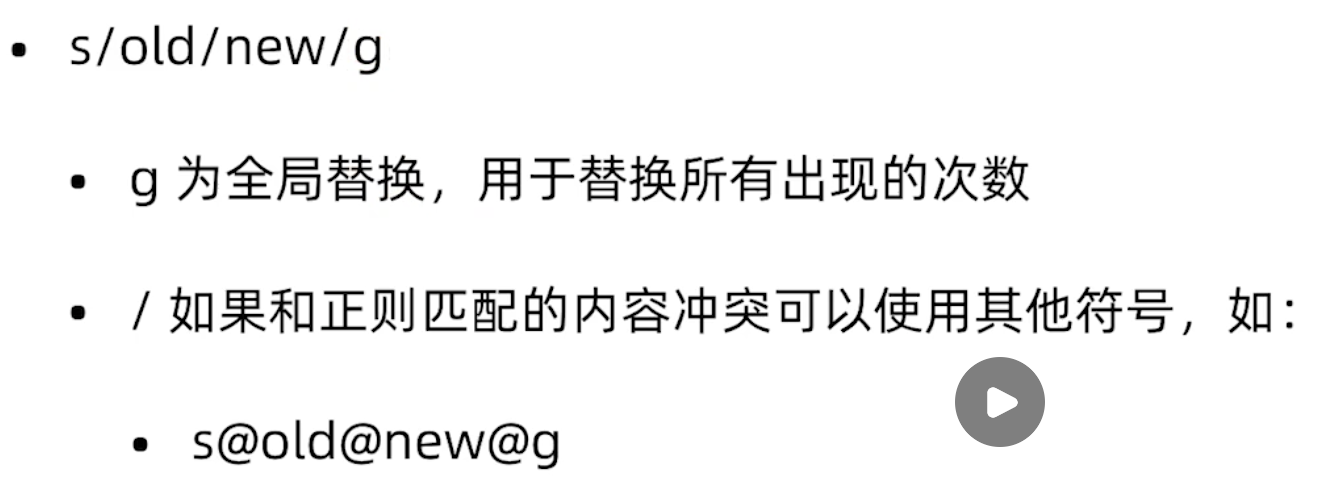 • s/old/new/g
• g 为全局替换，用于替换所有出现的次数
• / 如果和正则匹配的内容冲突可以使用其他符号，如：
• s@old@new@g